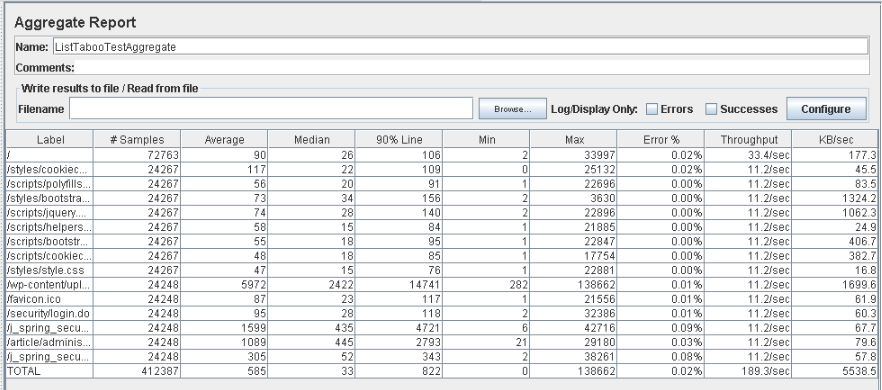 Aggregate Report
Name: ListTabooTestAggregate
Comments:
Write results to file / Read from file
Filename Browse... Log/Display Only: Errors Successes Configure
Label # Samples Average Median 90% Line Min Max Error % Throughput KB/sec
/ 72763 90 26 106 2 33997 0.02% 33.4/sec 177.3
/styles/cookiec... 24267 117 22 109 0 25132 0.02% 11.2/sec 45.5
/scripts/polyfills... 24267 56 20 91 1 22696 0.00% 11.2/sec 83.5
/styles/bootstra... 24267 73 34 156 2 3630 0.00% 11.2/sec 1324.2
/scripts/jquery.... 24267 74 28 140 2 22896 0.00% 11.2/sec 1062.3
/scripts/helpers... 24267 58 15 84 1 21885 0.00% 11.2/sec 24.9
/scripts/bootstr... 24267 55 18 95 1 22847 0.00% 11.2/sec 406.7
/scripts/cookiec... 24267 48 18 85 1 17754 0.00% 11.2/sec 382.7
/styles/style.css 24267 47 15 76 1 22881 0.00% 11.2/sec 16.8
/wp-content/upl... 24248 5972 2422 14741 282 138662 0.01% 11.2/sec 1699.6
/favicon.ico 24248 87 23 117 1 21556 0.01% 11.2/sec 61.9
/security/login.do 24248 95 28 118 2 32386 0.01% 11.2/sec 60.3
/j_spring_secu... 24248 1599 435 4721 6 42716 0.09% 11.2/sec 67.7
/article/adminis... 24248 1089 445 2793 21 29180 0.03% 11.2/sec 79.6
/j_spring_secu... 24248 305 52 343 2 38261 0.08% 11.2/sec 57.8
TOTAL 412387 585 33 822 0 138662 0.02% 189.3/sec 5538.5